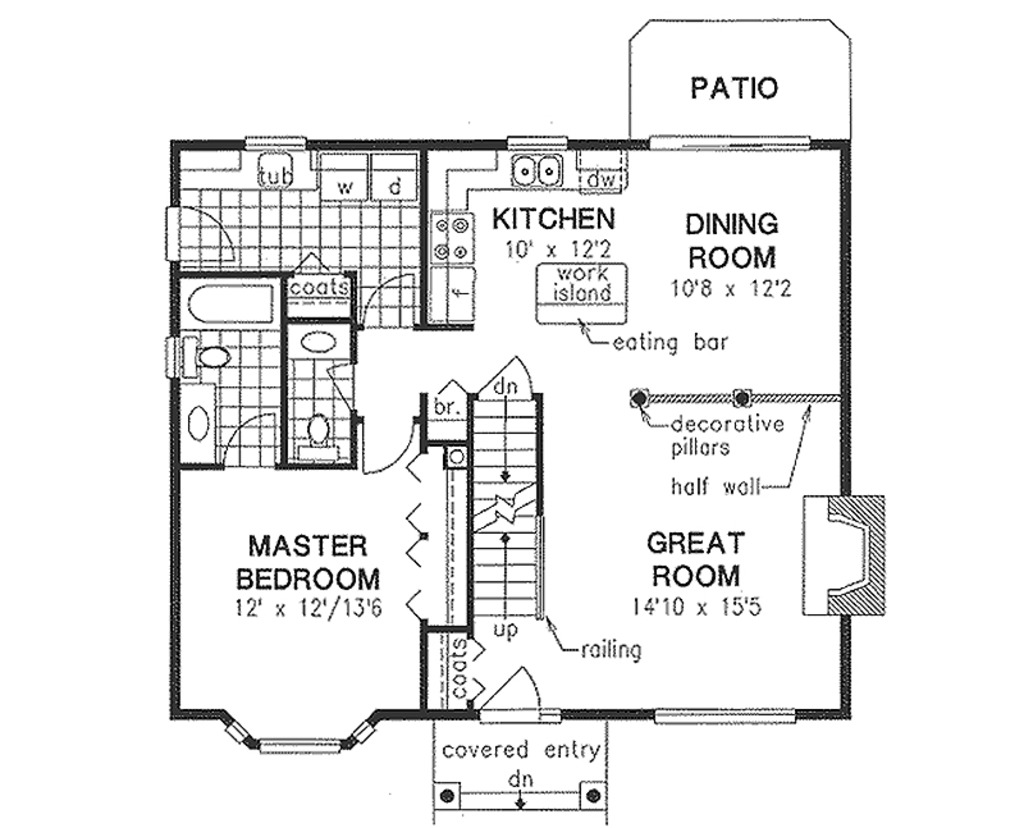 PATIO
tub
w
d
dw
KITCHEN
10' x 12'2
DINING
ROOM
10'8 x 12'2
work
island
coats
f
eating bar
dn
br.
decorative
pillars
half wall
MASTER
BEDROOM
12' x 12'/13'6
GREAT
ROOM
14'10 x 15'5
up
railing
coats
covered entry
dn